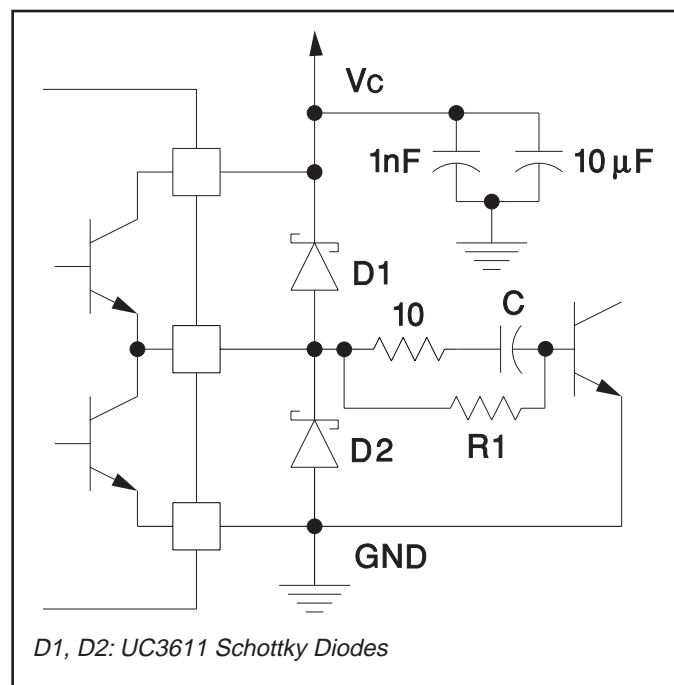 Vc
1nF
10 µF
D1
10
C
R1
D2
GND
D1, D2: UC3611 Schottky Diodes